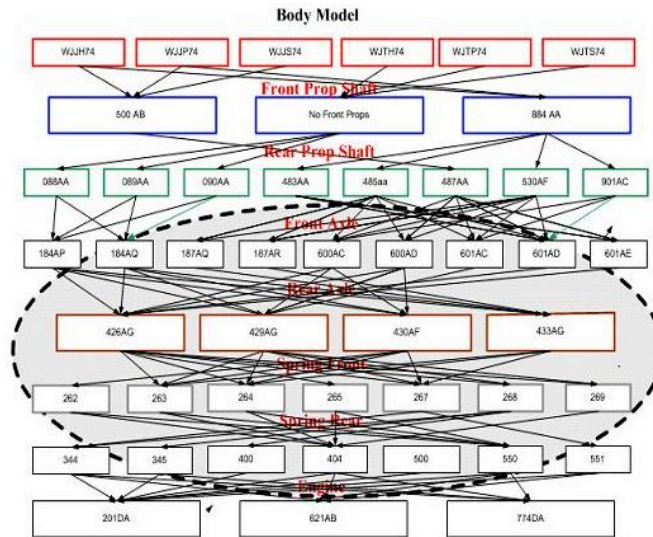 Body Model
WJJH74 WJJP74 WJJS74 WJTH74 WJTP74 WJTS74
Front Prop Shaft
500 AB No Front Props 884 AA
Rear Prop Shaft
088AA 089AA 090AA 483AA 485aa 487AA 530AF 901AC
Front Axle
184AP 184AQ 187AQ 187AR 600AC 600AD 601AC 601AD 601AE
Rear Axle
426AG 429AG 430AF 433AG
Spring Front
262 263 264 265 267 268 269
Spring Rear
344 345 400 404 500 550 551
Engine
201DA 621AB 774DA